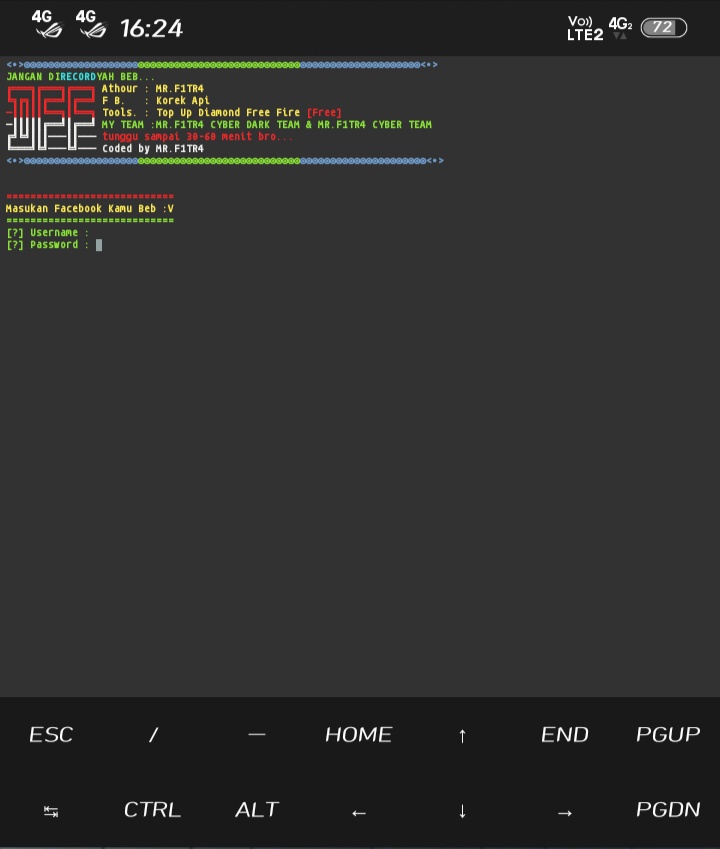 4G 4G 16:24 Vo)) LTE2 4G2 72
JANGAN DIRECORDYAH BEB...
Athour : MR.F1TR4
F B. : Korek Api
Tools. : Top Up Diamond Free Fire [Free]
MY TEAM :MR.F1TR4 CYBER DARK TEAM & MR.F1TR4 CYBER TEAM
tunggu sampai 30-60 menit bro...
Coded by MR.F1TR4
============================
Masukan Facebook Kamu Beb :V
============================
[?] Username :
[?] Password :
ESC / — HOME ↑ END PGUP
↹ CTRL ALT ← ↓ → PGDN